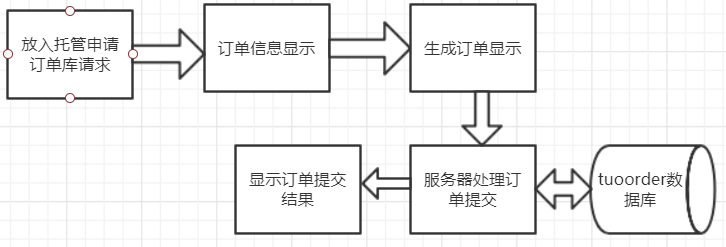 放入托管申请
订单库请求
订单信息显示
生成订单显示
显示订单提交
结果
服务器处理订
单提交
tuoorder数
据库